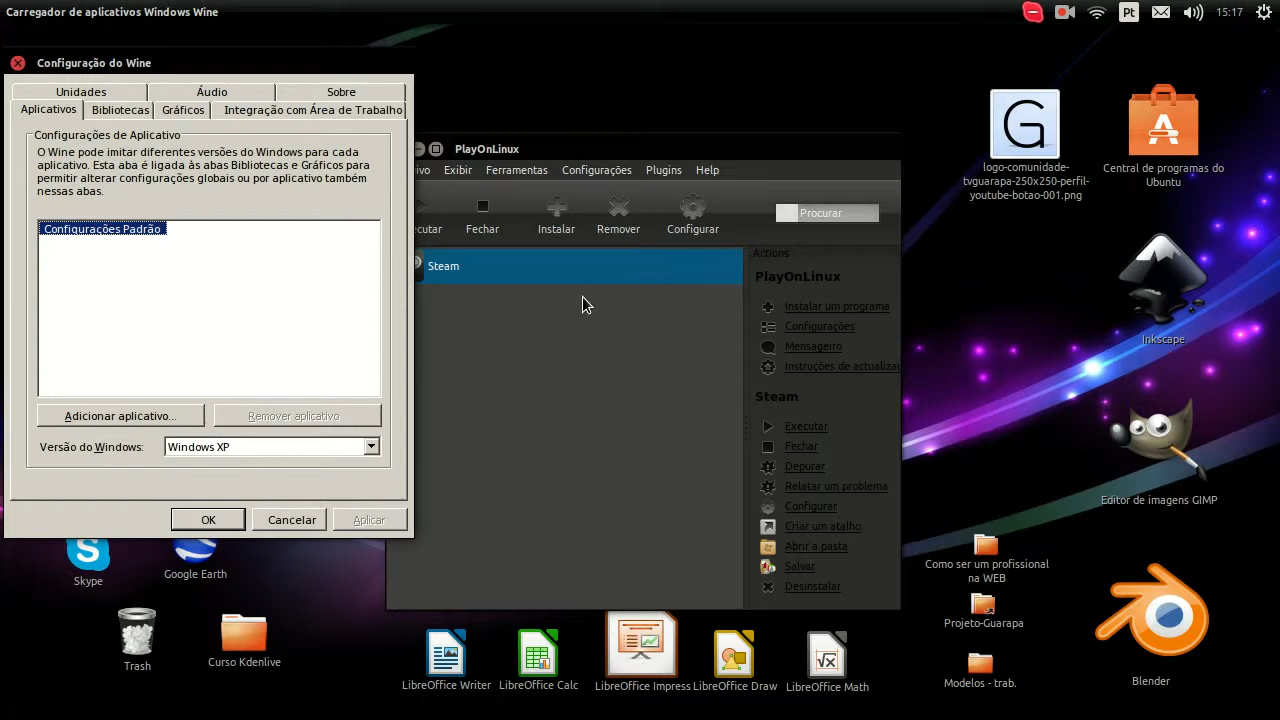 Carregador de aplicativos Windows Wine
Pt
15:17
Configuração do Wine
Unidades
Áudio
Sobre
Aplicativos
Bibliotecas
Gráficos
Integração com Área de Trabalho
Configurações de Aplicativo
O Wine pode imitar diferentes versões do Windows para cada
aplicativo. Esta aba é ligada às abas Bibliotecas e Gráficos para
permitir alterar configurações globais ou por aplicativo também
nessas abas.
Configurações Padrão
Adicionar aplicativo...
Remover aplicativo
Versão do Windows:
Windows XP
OK
Cancelar
Aplicar
PlayOnLinux
ivo
Exibir
Ferramentas
Configurações
Plugins
Help
cutar
Fechar
Instalar
Remover
Configurar
Procurar
Steam
Actions
PlayOnLinux
Instalar um programa
Configurações
Mensageiro
Instruções de actualizaç
Steam
Executar
Fechar
Depurar
Relatar um problema
Configurar
Criar um atalho
Abrir a pasta
Salvar
Desinstalar
G
logo-comunidade-
tvguarapa-250x250-perfil-
youtube-botao-001.png
Central de programas do
Ubuntu
Inkscape
Editor de imagens GIMP
Como ser um profissional
na WEB
Projeto-Guarapa
Modelos - trab.
Blender
Skype
Google Earth
Trash
Curso Kdenlive
LibreOffice Writer
LibreOffice Calc
LibreOffice Impress
LibreOffice Draw
LibreOffice Math